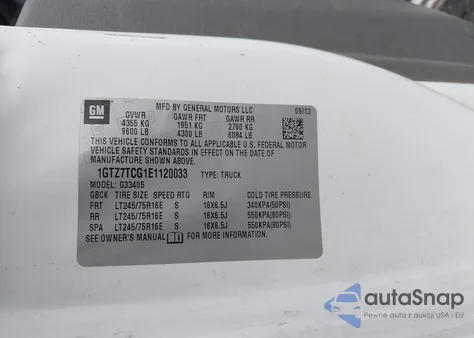 GM
MFD BY GENERAL MOTORS LLC 09/13
GVWR GAWR FRT GAWR RR
4355 KG 1951 KG 2760 KG
9600 LB 4300 LB 6084 LB
THIS VEHICLE CONFORMS TO ALL APPLICABLE U.S. FEDERAL MOTOR
VEHICLE SAFETY STANDARDS IN EFFECT ON THE DATE OF
MANUFACTURE SHOWN ABOVE.
1GTZ7TCG1E1120033 TYPE: TRUCK
MODEL: G33405
GBCK TIRE SIZE SPEED RTG RIM COLD TIRE PRESSURE
FRT LT245/75R16E S 16X6.5J 340KPA(50PSI)
RR LT245/75R16E S 16X6.5J 550KPA(80PSI)
SPA LT245/75R16E S 16X6.5J 550KPA(80PSI)
SEE OWNER'S MANUAL FOR MORE INFORMATION.
autoSnap
Pewne auta z aukcji USA i EU